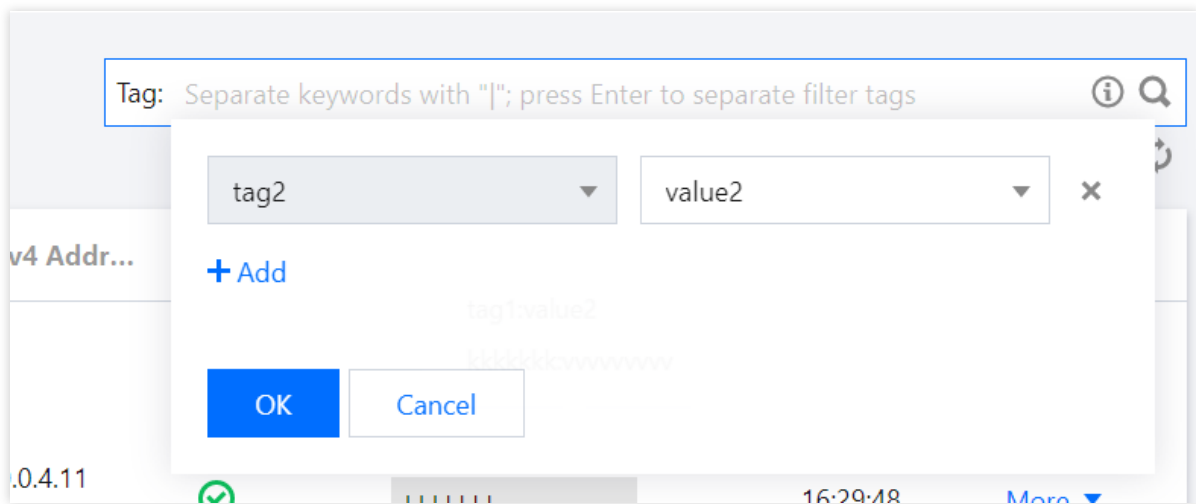 Tag: Separate keywords with "|"; press Enter to separate filter tags
tag2 value2
v4 Addr...
+ Add
tag1:value2
OK Cancel
.0.4.11
16:29:48 More